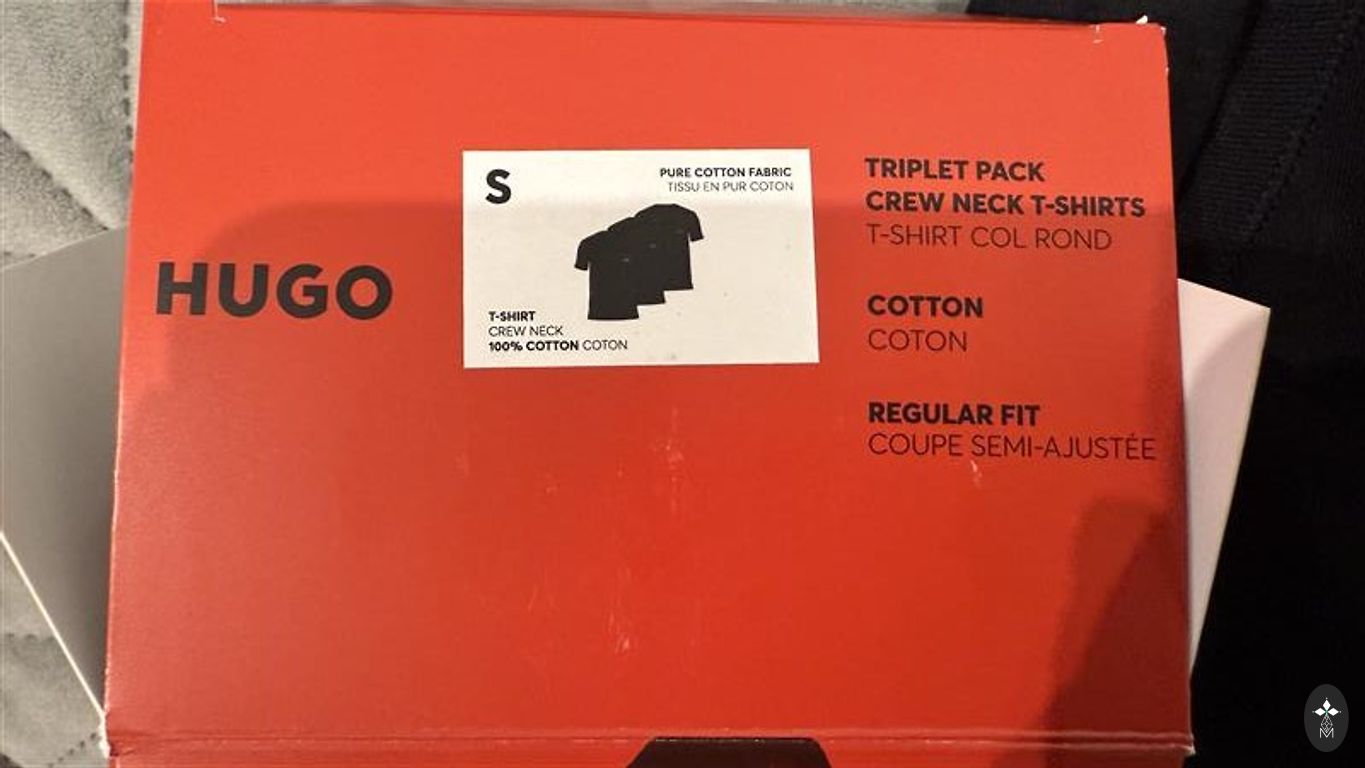 HUGO
S
PURE COTTON FABRIC
TISSU EN PUR COTON
T-SHIRT
CREW NECK
100% COTTON COTON
TRIPLET PACK
CREW NECK T-SHIRTS
T-SHIRT COL ROND
COTTON
COTON
REGULAR FIT
COUPE SEMI-AJUSTÉE
M